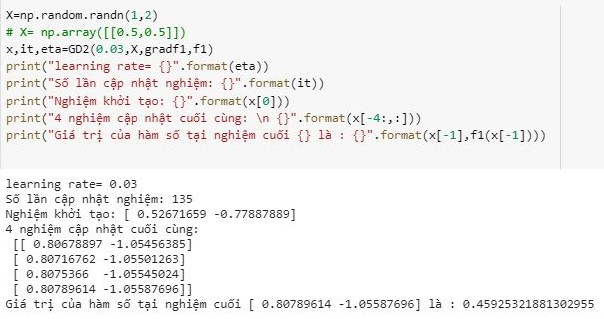 X=np.random.randn(1,2)
# X= np.array([[0.5,0.5]])
x,it,eta=GD2(0.03,X,gradf1,f1)
print("learning rate= {}".format(eta))
print("Số lần cập nhật nghiệm: {}".format(it))
print("Nghiệm khởi tạo: {}".format(x[0]))
print("4 nghiệm cập nhật cuối cùng: \n {}".format(x[-4:,:]))
print("Giá trị của hàm số tại nghiệm cuối {} là : {}".format(x[-1],f1(x[-1])))
learning rate= 0.03
Số lần cập nhật nghiệm: 135
Nghiệm khởi tạo: [ 0.52671659 -0.77887889]
4 nghiệm cập nhật cuối cùng:
[[ 0.80678897 -1.05456385]
[ 0.80716762 -1.05501263]
[ 0.8075366  -1.05545024]
[ 0.80789614 -1.05587696]]
Giá trị của hàm số tại nghiệm cuối [ 0.80789614 -1.05587696] là : 0.45925321881302955